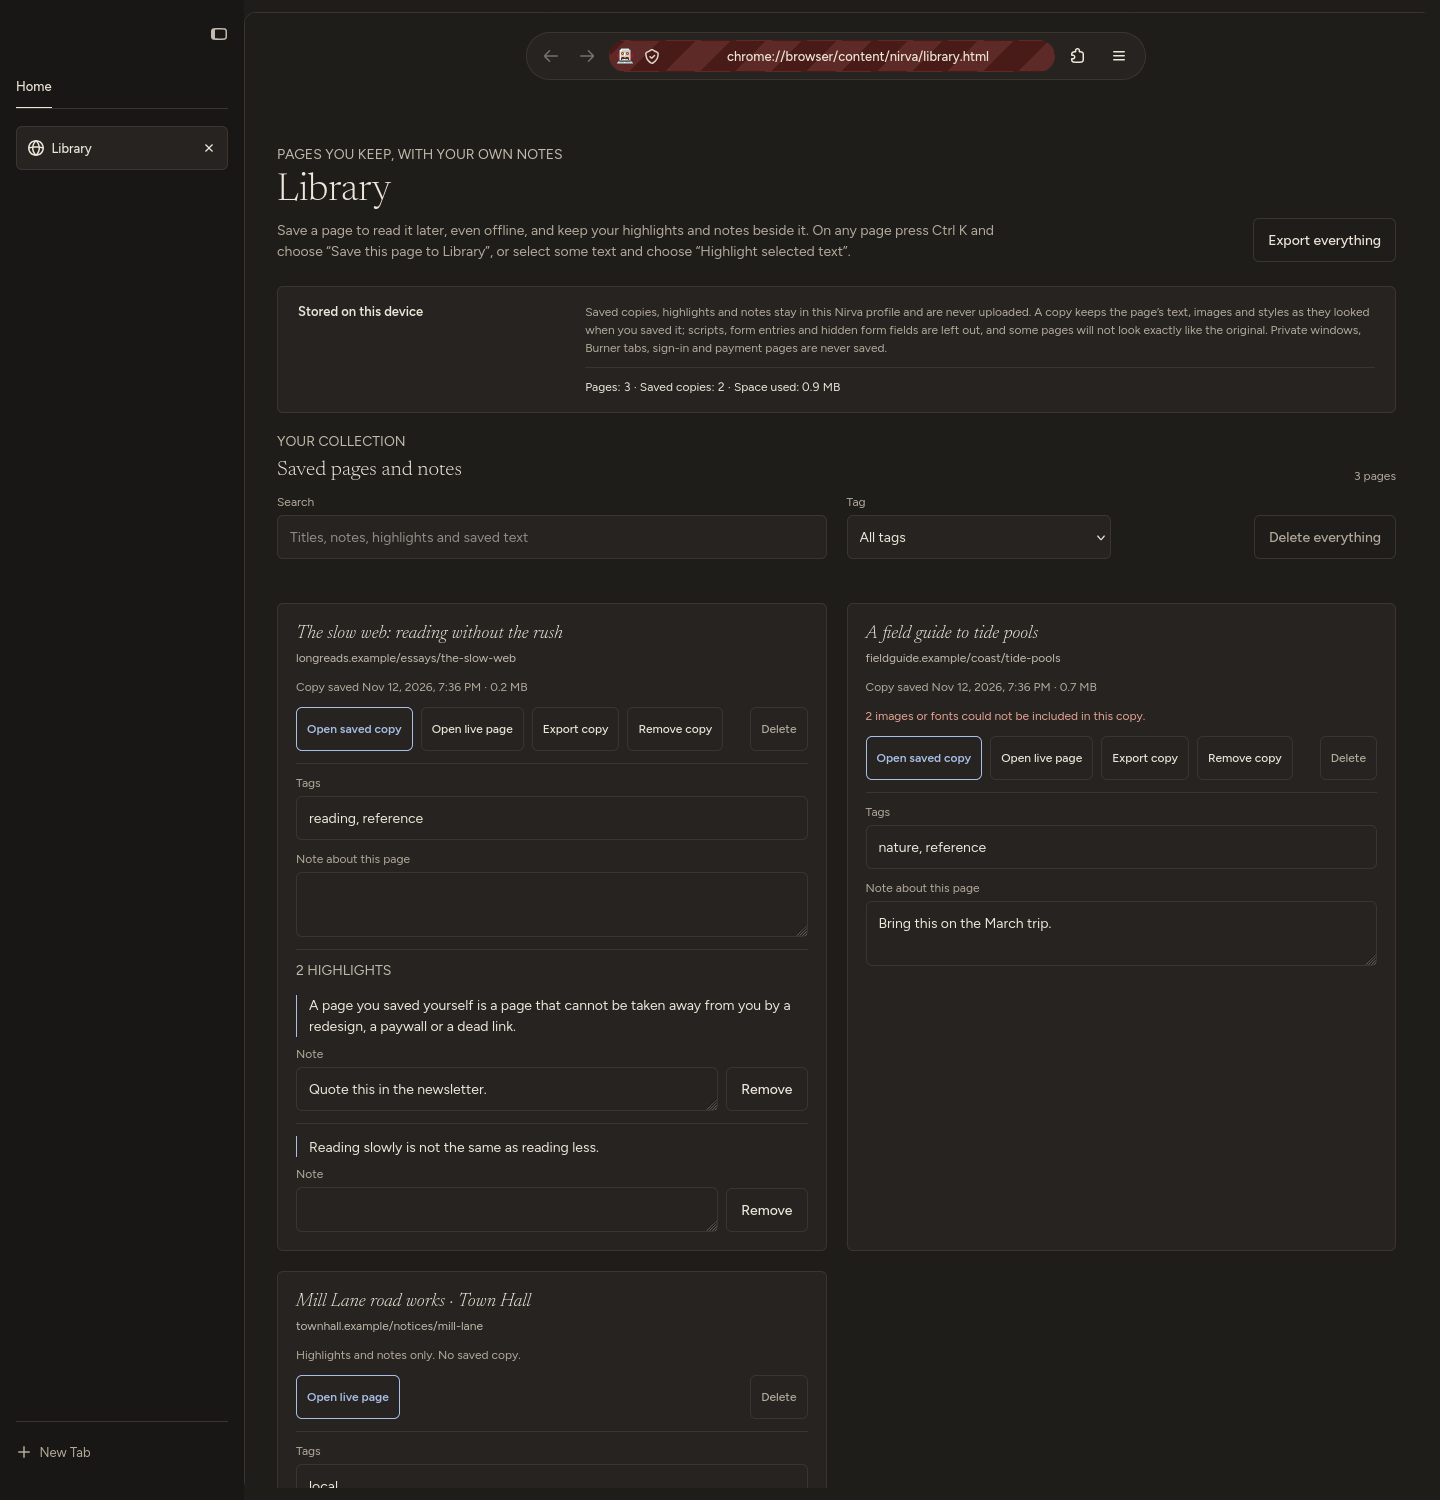 Home
Library
New Tab
chrome://browser/content/nirva/library.html
PAGES YOU KEEP, WITH YOUR OWN NOTES
Library
Save a page to read it later, even offline, and keep your highlights and notes beside it. On any page press Ctrl K and
choose “Save this page to Library”, or select some text and choose “Highlight selected text”.
Export everything
Stored on this device
Saved copies, highlights and notes stay in this Nirva profile and are never uploaded. A copy keeps the page’s text, images and styles as they looked
when you saved it; scripts, form entries and hidden form fields are left out, and some pages will not look exactly like the original. Private windows,
Burner tabs, sign-in and payment pages are never saved.
Pages: 3 · Saved copies: 2 · Space used: 0.9 MB
YOUR COLLECTION
Saved pages and notes
3 pages
Search
Titles, notes, highlights and saved text
Tag
All tags
Delete everything
The slow web: reading without the rush
longreads.example/essays/the-slow-web
Copy saved Nov 12, 2026, 7:36 PM · 0.2 MB
Open saved copy
Open live page
Export copy
Remove copy
Delete
Tags
reading, reference
Note about this page
2 HIGHLIGHTS
A page you saved yourself is a page that cannot be taken away from you by a
redesign, a paywall or a dead link.
Note
Quote this in the newsletter.
Remove
Reading slowly is not the same as reading less.
Note
Remove
A field guide to tide pools
fieldguide.example/coast/tide-pools
Copy saved Nov 12, 2026, 7:36 PM · 0.7 MB
2 images or fonts could not be included in this copy.
Open saved copy
Open live page
Export copy
Remove copy
Delete
Tags
nature, reference
Note about this page
Bring this on the March trip.
Mill Lane road works · Town Hall
townhall.example/notices/mill-lane
Highlights and notes only. No saved copy.
Open live page
Delete
Tags
local